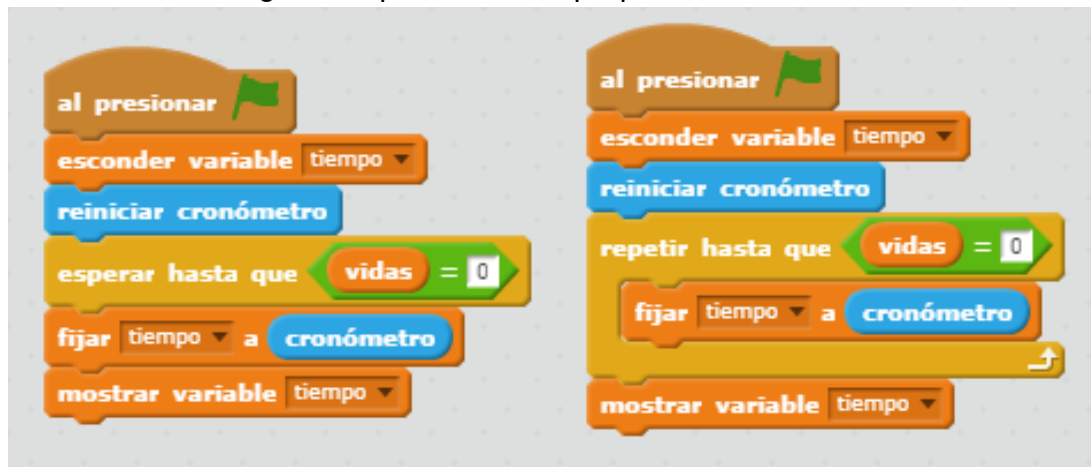 al presionar
esconder variable tiempo
reiniciar cronómetro
esperar hasta que vidas = 0
fijar tiempo a cronómetro
mostrar variable tiempo
al presionar
esconder variable tiempo
reiniciar cronómetro
repetir hasta que vidas = 0
fijar tiempo a cronómetro
mostrar variable tiempo